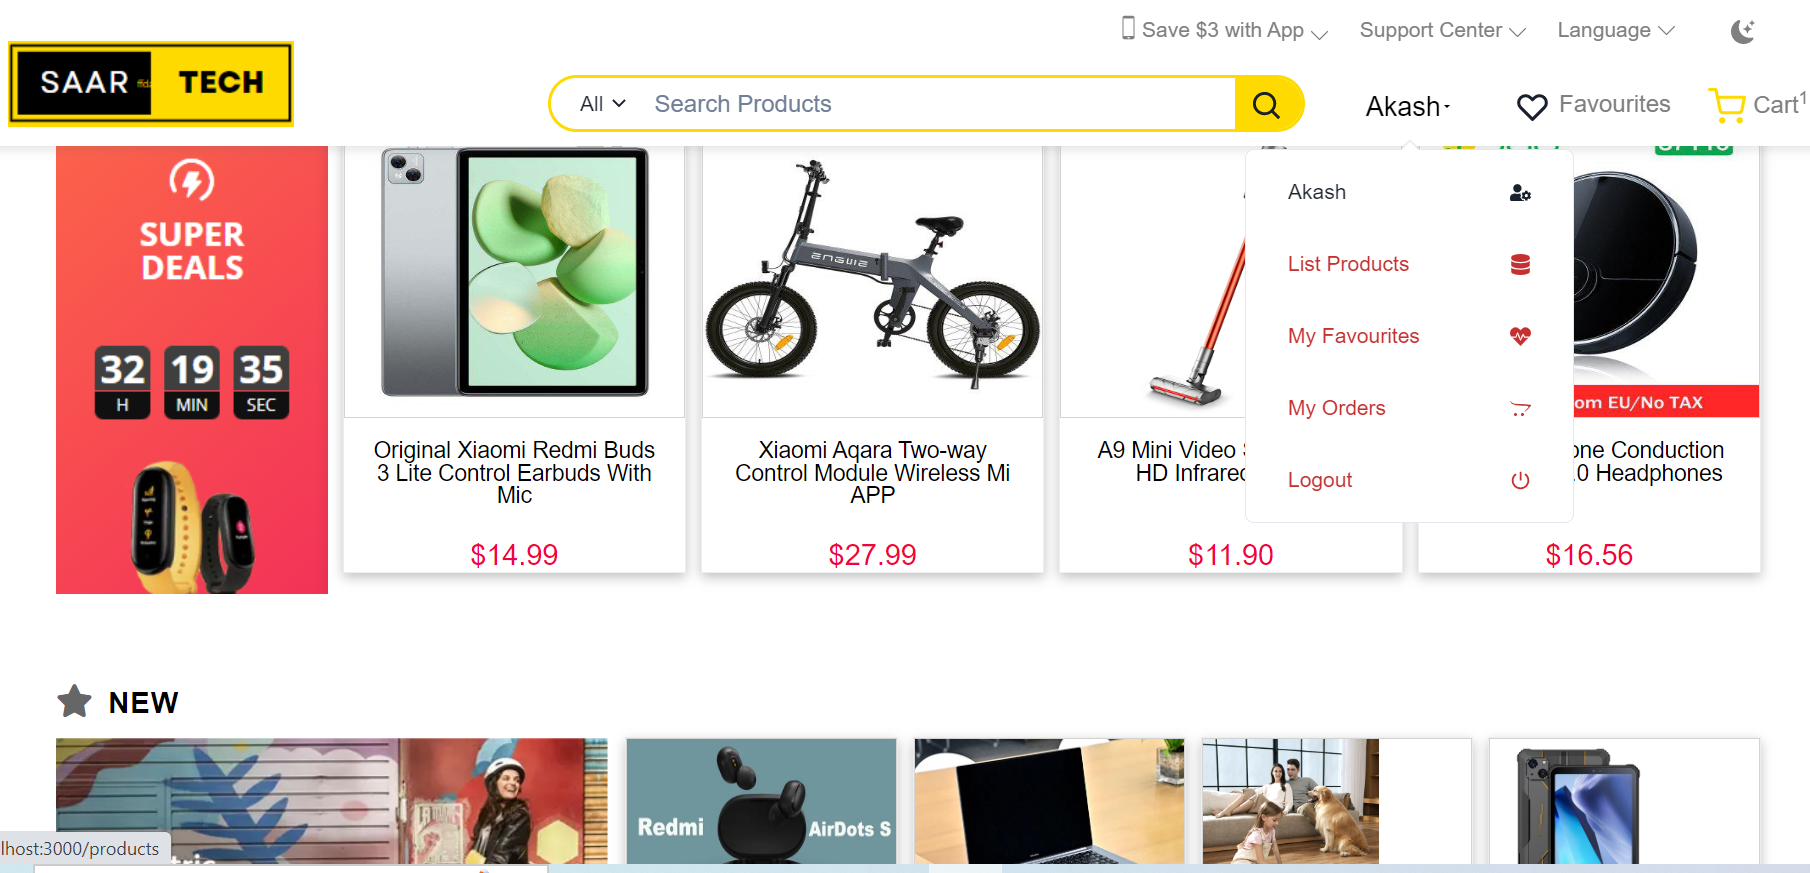 Save $3 with App
Support Center
Language
SAAR
TECH
All
Search Products
Akash
Favourites
Cart1
SUPER
DEALS
32
19
35
H
MIN
SEC
ENGWE
om EU/No TAX
Akash
List Products
My Favourites
My Orders
Logout
Original Xiaomi Redmi Buds
3 Lite Control Earbuds With
Mic
$14.99
Xiaomi Aqara Two-way
Control Module Wireless Mi
APP
$27.99
A9 Mini Video
HD Infrared
$11.90
one Conduction
.0 Headphones
$16.56
NEW
Redmi
AirDots S
lhost:3000/products